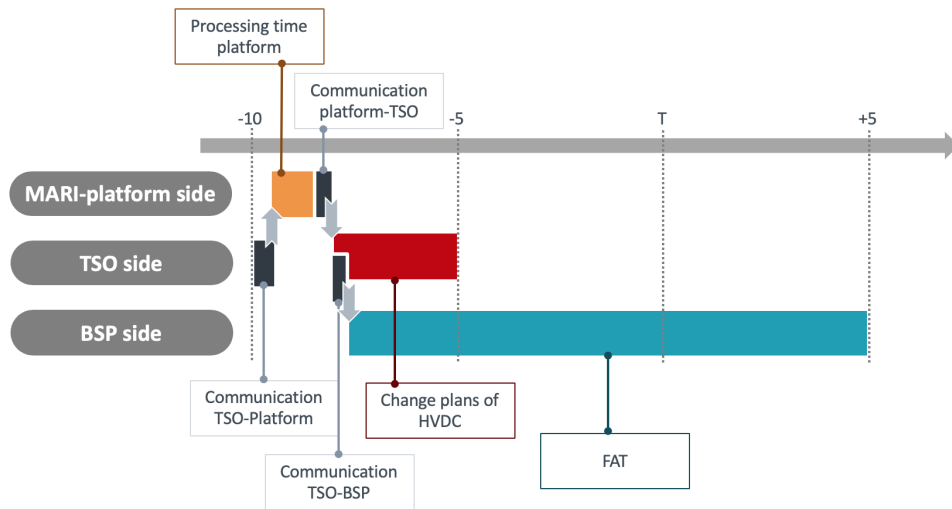 Processing time
platform
Communication
platform-TSO
-10
-5
T
+5
MARI-platform side
TSO side
BSP side
Communication
TSO-Platform
Change plans of
HVDC
Communication
TSO-BSP
FAT